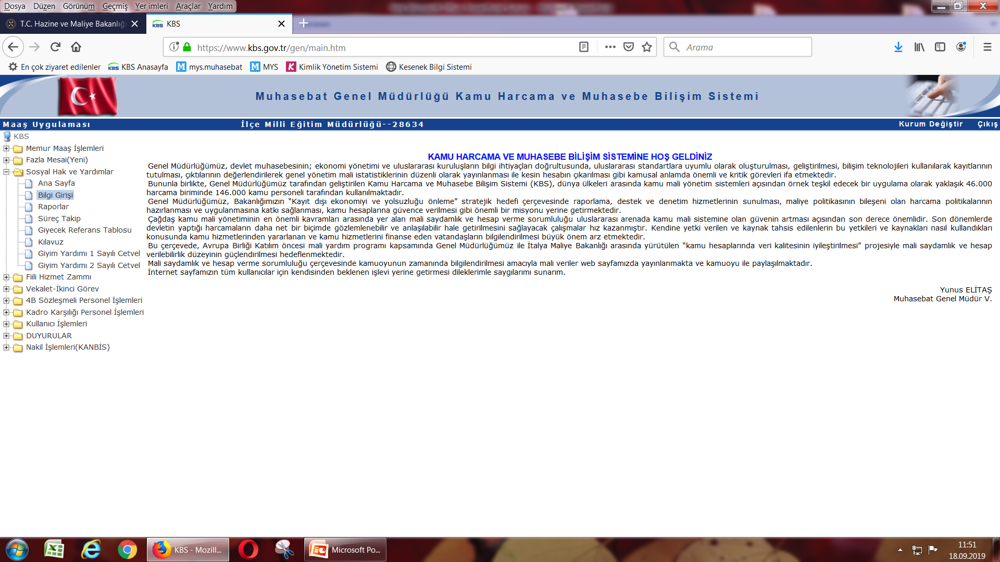 Dosya Düzen Görünüm Geçmiş Yer imleri Araçlar Yardım
T.C. Hazine ve Maliye Bakanlığı
KBS
https://www.kbs.gov.tr/gen/main.htm
Arama
En çok ziyaret edilenler KBS Anasayfa mys.muhasebat MYS Kimlik Yönetim Sistemi Kesenek Bilgi Sistemi
Muhasebat Genel Müdürlüğü Kamu Harcama ve Muhasebe Bilişim Sistemi
Maaş Uygulaması İlçe Milli Eğitim Müdürlüğü--28634 Kurum Değiştir Çıkış
KBS
Memur Maaş İşlemleri
Fazla Mesai(Yeni)
Sosyal Hak ve Yardımlar
Ana Sayfa
Bilgi Girişi
Raporlar
Süreç Takip
Giyecek Referans Tablosu
Kılavuz
Giyim Yardımı 1 Sayılı Cetvel
Giyim Yardımı 2 Sayılı Cetvel
Fiili Hizmet Zammı
Vekalet-İkinci Görev
4B Sözleşmeli Personel İşlemleri
Kadro Karşılığı Personel İşlemleri
Kullanıcı İşlemleri
DUYURULAR
Nakil İşlemleri(KANBİS)
KAMU HARCAMA VE MUHASEBE BİLİŞİM SİSTEMİNE HOŞ GELDİNİZ
Genel Müdürlüğümüz, devlet muhasebesinin; ekonomi yönetimi ve uluslararası kuruluşların bilgi ihtiyaçları doğrultusunda, uluslararası standartlara uyumlu olarak oluşturulması, geliştirilmesi, bilişim teknolojileri kullanılarak kayıtlarının
tutulması, çıktılarının değerlendirilerek genel yönetim mali istatistiklerinin düzenli olarak yayınlanması ile kesin hesabın çıkarılması gibi kamusal anlamda önemli ve kritik görevleri ifa etmektedir.
Bununla birlikte, Genel Müdürlüğümüz tarafından geliştirilen Kamu Harcama ve Muhasebe Bilişim Sistemi (KBS), dünya ülkeleri arasında kamu mali yönetim sistemleri açısından örnek teşkil edecek bir uygulama olarak yaklaşık 46.000
harcama biriminde 146.000 kamu personeli tarafından kullanılmaktadır.
Genel Müdürlüğümüz, Bakanlığımızın “Kayıt dışı ekonomiyi ve yolsuzluğu önleme” stratejik hedefi çerçevesinde raporlama, destek ve denetim hizmetlerinin sunulması, maliye politikasının bileşeni olan harcama politikalarının
hazırlanması ve uygulanmasına katkı sağlanması, kamu hesaplarına güvence verilmesi gibi önemli bir misyonu yerine getirmektedir.
Çağdaş kamu mali yönetiminin en önemli kavramları arasında yer alan mali saydamlık ve hesap verme sorumluluğu uluslararası arenada kamu mali sistemine olan güvenin artması açısından son derece önemlidir. Son dönemlerde
devletin yaptığı harcamaların daha net bir biçimde gözlemlenebilir ve anlaşılabilir hale getirilmesini sağlayacak çalışmalar hız kazanmıştır. Kendine yetki verilen ve kaynak tahsis edilenlerin bu yetkileri ve kaynakları nasıl kullandıkları
konusunda kamu hizmetlerinden yararlanan ve kamu hizmetlerini finanse eden vatandaşların bilgilendirilmesi büyük önem arz etmektedir.
Bu çerçevede, Avrupa Birliği Katılım öncesi mali yardım programı kapsamında Genel Müdürlüğümüz ile İtalya Maliye Bakanlığı arasında yürütülen “kamu hesaplarında veri kalitesinin iyileştirilmesi” projesiyle mali saydamlık ve hesap
verilebilirlik düzeyinin güçlendirilmesi hedeflenmektedir.
Mali saydamlık ve hesap verme sorumluluğu çerçevesinde kamuoyunun zamanında bilgilendirilmesi amacıyla mali veriler web sayfamızda yayınlanmakta ve kamuoyu ile paylaşılmaktadır.
İnternet sayfamızın tüm kullanıcılar için kendisinden beklenen işlevi yerine getirmesi dileklerimle saygılarımı sunarım.
Yunus ELİTAŞ
Muhasebat Genel Müdür V.
KBS - Mozill...
Microsoft Po...
11:51
18.09.2019